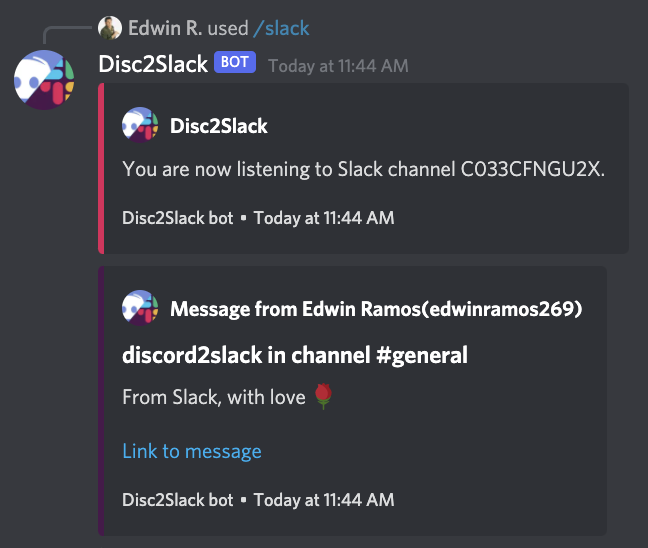 Edwin R. used /slack
Disc2Slack BOT Today at 11:44 AM
Disc2Slack
You are now listening to Slack channel C033CFNGU2X.
Disc2Slack bot • Today at 11:44 AM
Message from Edwin Ramos(edwinramos269)
discord2slack in channel #general
From Slack, with love 🌹
Link to message
Disc2Slack bot • Today at 11:44 AM